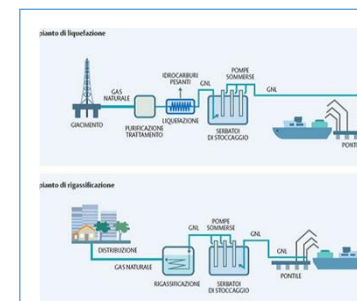 pianto di liquefazione
IDROCARBURI
PESANTI
POMPE
SOMMERSE
GAS
NATURALE
GNL
GNL
GIACIMENTO
PURIFICAZIONE
TRATTAMENTO
LIQUEFAZIONE
SERBATOI
DI STOCCAGGIO
PONTI
pianto di rigassificazione
POMPE
SOMMERSE
GNL
GNL
DISTRIBUZIONE
GNL
GAS NATURALE
PONTILE
RIGASSIFICAZIONE
SERBATOI
DI STOCCAGGIO